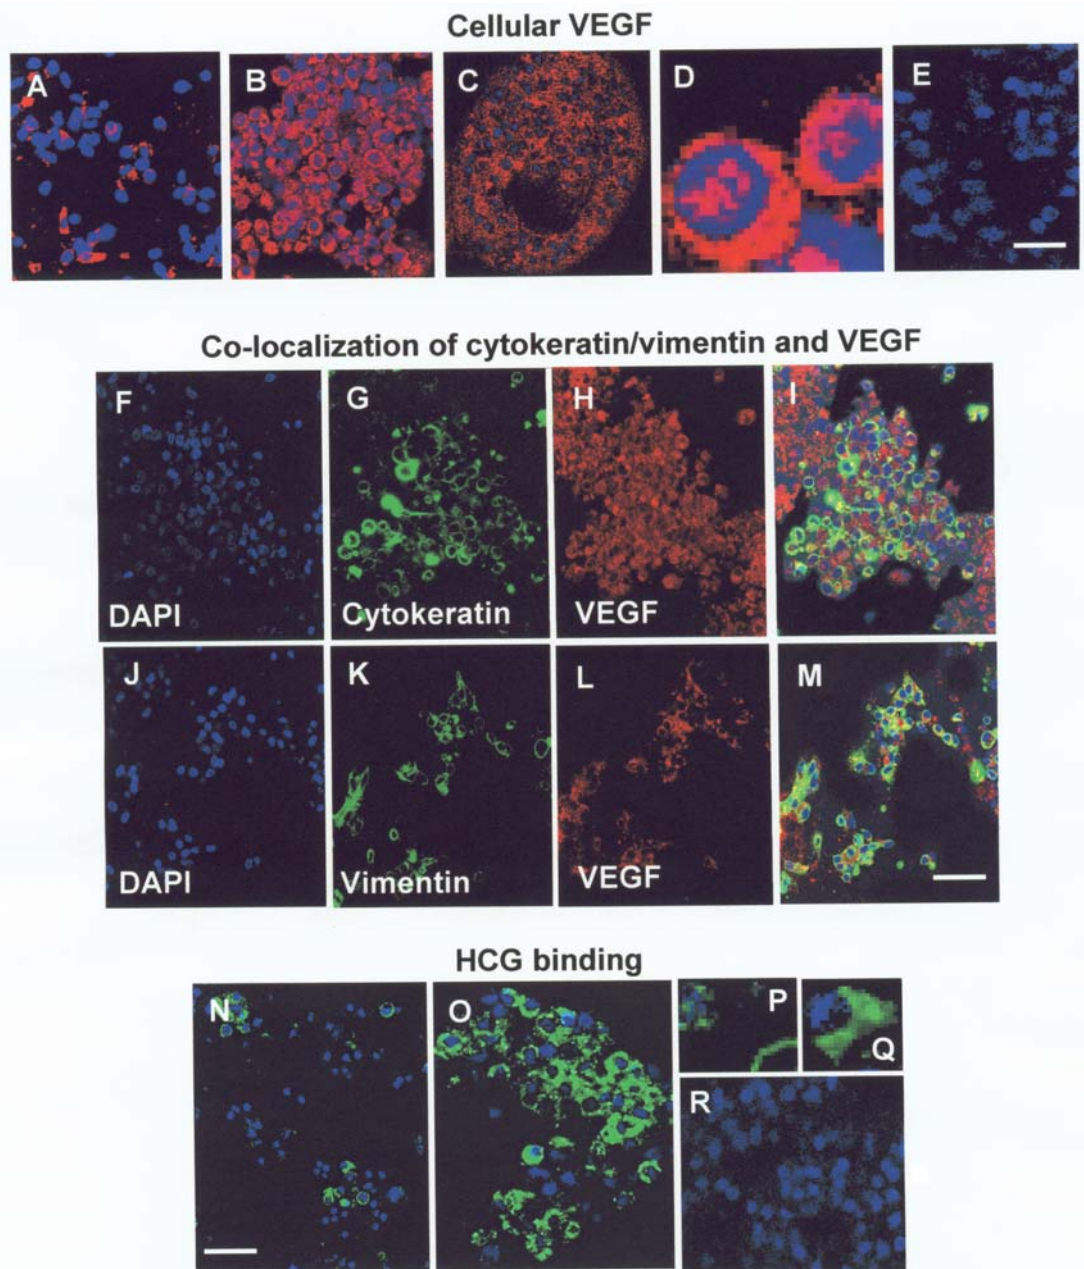 Cellular VEGF
A B C D E
Co-localization of cytokeratin/vimentin and VEGF
F G H I
DAPI Cytokeratin VEGF
J K L M
DAPI Vimentin VEGF
HCG binding
N O P
Q
R